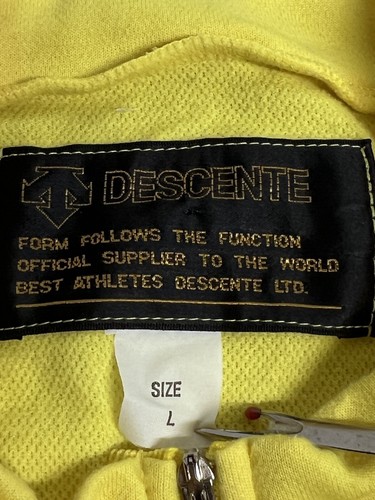 DESCENTE
FORM FOLLOWS THE FUNCTION
OFFICIAL SUPPLIER TO THE WORLD
BEST ATHLETES DESCENTE LTD.
SIZE
L